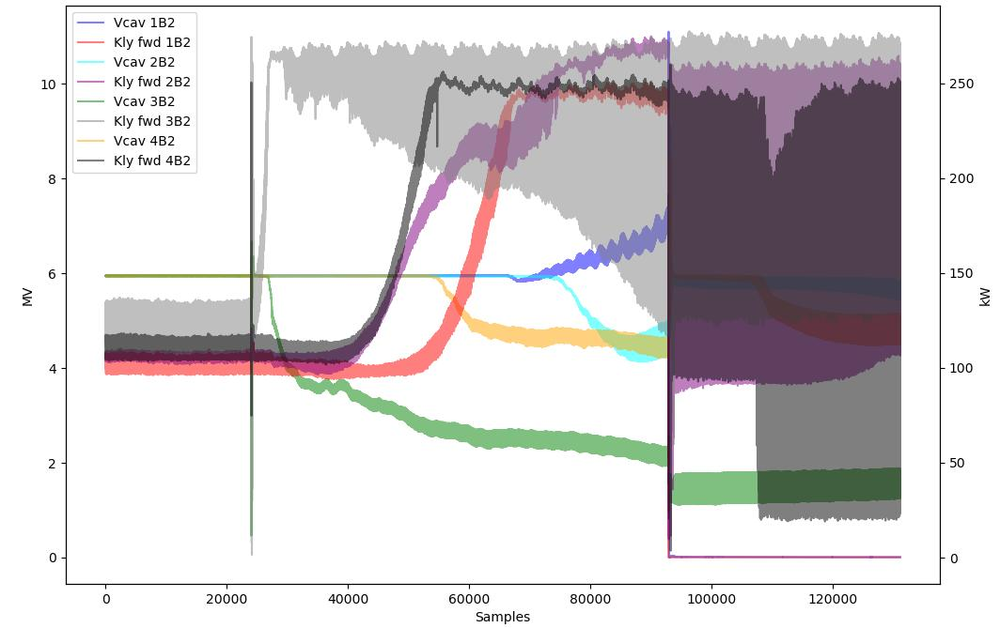 Vcav 1B2
Kly fwd 1B2
Vcav 2B2
Kly fwd 2B2
Vcav 3B2
Kly fwd 3B2
Vcav 4B2
Kly fwd 4B2
10
8
6
4
2
0
MV
250
200
150
100
50
0
kW
0
20000
40000
60000
80000
100000
120000
Samples